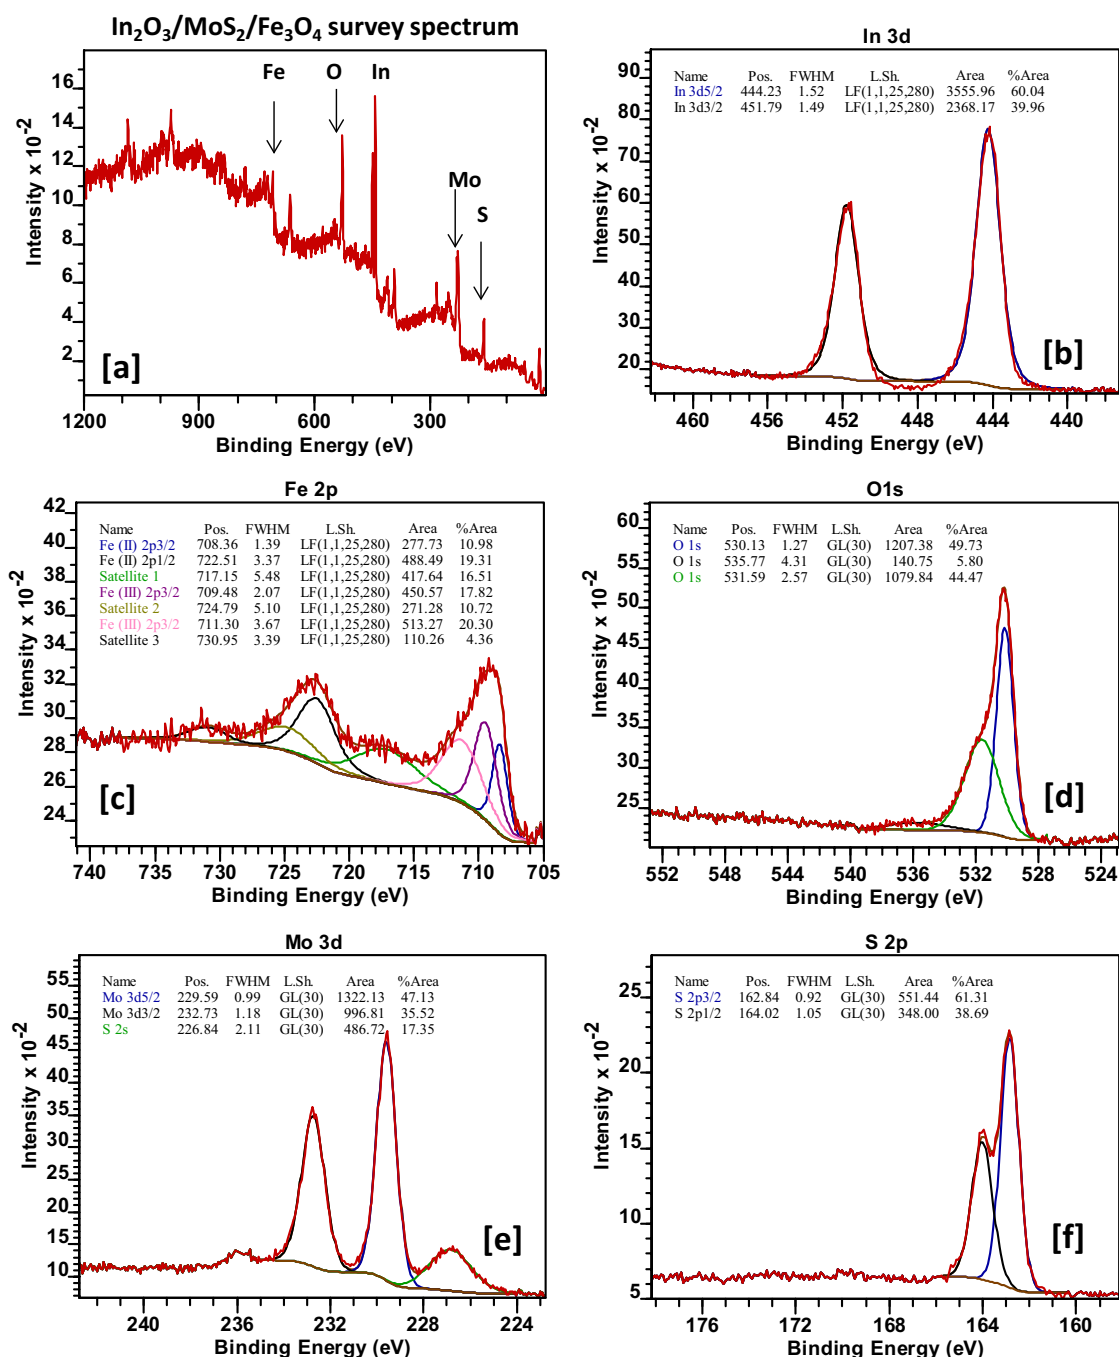 In₂O₃/MoS₂/Fe₃O₄ survey spectrum
Fe O In
Mo
S
16
14
12
10
8
6
4
2
Intensity x 10⁻²
[a]
1200 900 600 300
Binding Energy (eV)
In 3d
Name Pos. FWHM L.Sh. Area %Area
In 3d5/2 444.23 1.52 LF(1,1,25,280) 3555.96 60.04
In 3d3/2 451.79 1.49 LF(1,1,25,280) 2368.17 39.96
90
80
70
60
50
40
30
20
Intensity x 10⁻²
[b]
460 456 452 448 444 440
Binding Energy (eV)
Fe 2p
Name Pos. FWHM L.Sh. Area %Area
Fe (II) 2p3/2 708.36 1.39 LF(1,1,25,280) 277.73 10.98
Fe (II) 2p1/2 722.51 3.37 LF(1,1,25,280) 488.49 19.31
Satellite 1 717.15 5.48 LF(1,1,25,280) 417.64 16.51
Fe (III) 2p3/2 709.48 2.07 LF(1,1,25,280) 450.57 17.82
Satellite 2 724.79 5.10 LF(1,1,25,280) 271.28 10.72
Fe (III) 2p3/2 711.30 3.67 LF(1,1,25,280) 513.27 20.30
Satellite 3 730.95 3.39 LF(1,1,25,280) 110.26 4.36
42
40
38
36
34
32
30
28
26
24
Intensity x 10⁻²
[c]
740 735 730 725 720 715 710 705
Binding Energy (eV)
O1s
Name Pos. FWHM L.Sh. Area %Area
O 1s 530.13 1.27 GL(30) 1207.38 49.73
O 1s 535.77 4.31 GL(30) 140.75 5.80
O 1s 531.59 2.57 GL(30) 1079.84 44.47
60
55
50
45
40
35
30
25
Intensity x 10⁻²
[d]
552 548 544 540 536 532 528 524
Binding Energy (eV)
Mo 3d
Name Pos. FWHM L.Sh. Area %Area
Mo 3d5/2 229.59 0.99 GL(30) 1322.13 47.13
Mo 3d3/2 232.73 1.18 GL(30) 996.81 35.52
S 2s 226.84 2.11 GL(30) 486.72 17.35
55
50
45
40
35
30
25
20
15
10
Intensity x 10⁻²
[e]
240 236 232 228 224
Binding Energy (eV)
S 2p
Name Pos. FWHM L.Sh. Area %Area
S 2p3/2 162.84 0.92 GL(30) 551.44 61.31
S 2p1/2 164.02 1.05 GL(30) 348.00 38.69
25
20
15
10
5
Intensity x 10⁻²
[f]
176 172 168 164 160
Binding Energy (eV)